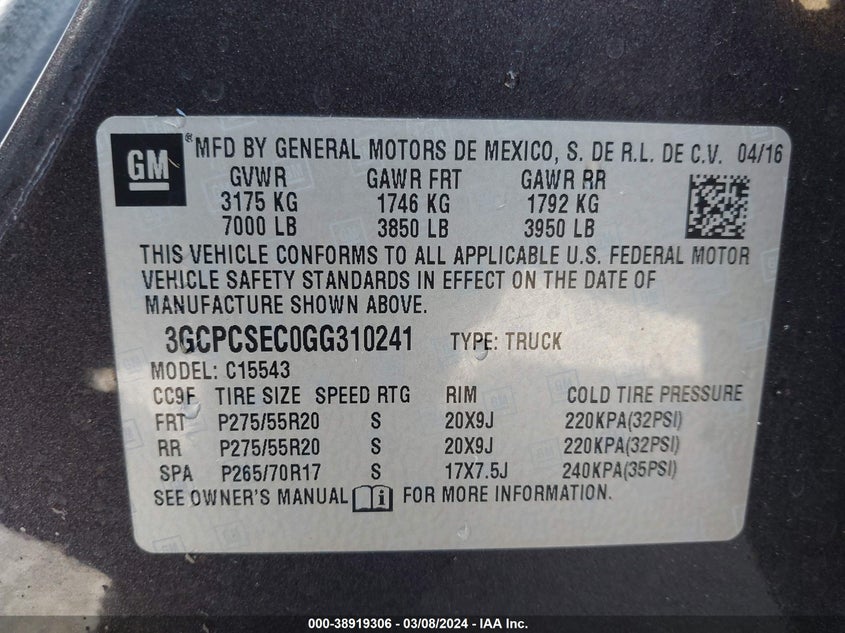 GM
® MFD BY GENERAL MOTORS DE MEXICO, S. DE R.L. DE C.V. 04/16
GVWR GAWR FRT GAWR RR
3175 KG 1746 KG 1792 KG
7000 LB 3850 LB 3950 LB
THIS VEHICLE CONFORMS TO ALL APPLICABLE U.S. FEDERAL MOTOR
VEHICLE SAFETY STANDARDS IN EFFECT ON THE DATE OF
MANUFACTURE SHOWN ABOVE.
3GCPCSEC0GG310241 TYPE: TRUCK
MODEL: C15543
CC9F TIRE SIZE SPEED RTG RIM COLD TIRE PRESSURE
FRT P275/55R20 S 20X9J 220KPA(32PSI)
RR P275/55R20 S 20X9J 220KPA(32PSI)
SPA P265/70R17 S 17X7.5J 240KPA(35PSI)
SEE OWNER'S MANUAL FOR MORE INFORMATION.
000-38919306 - 03/08/2024 - IAA Inc.